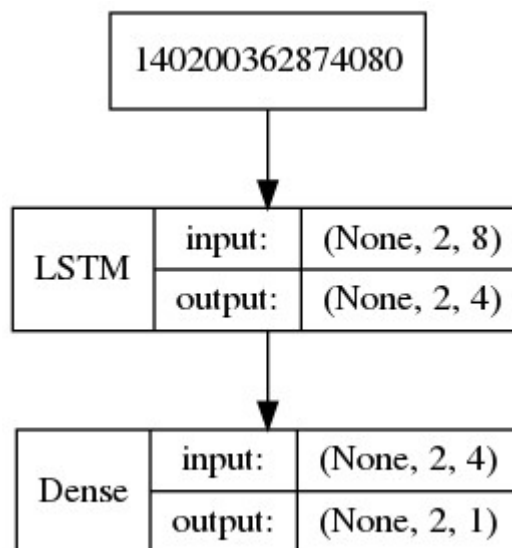 140200362874080
LSTM
input:
(None, 2, 8)
output:
(None, 2, 4)
Dense
input:
(None, 2, 4)
output:
(None, 2, 1)